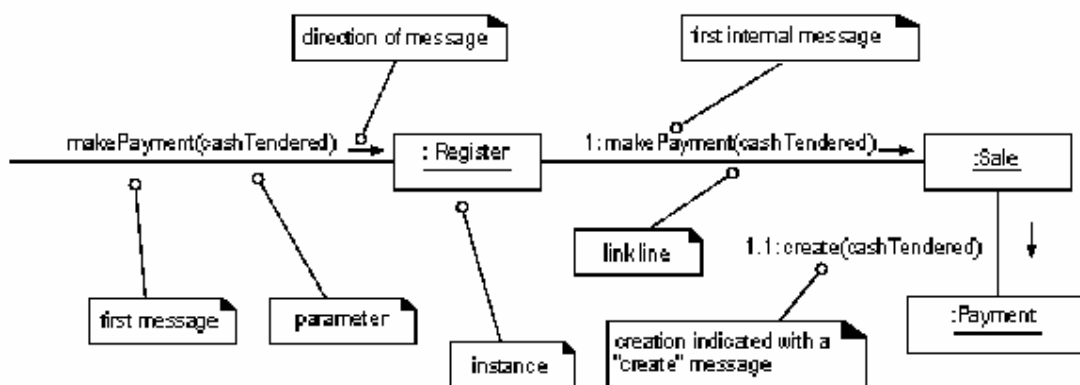 direction of message
first internal message
makePayment(cashTendered)
: Register
1: makePayment(cashTendered)
:Sale
link line
1.1: create(cashTendered)
first message
parameter
instance
creation indicated with a
"create" message
:Payment